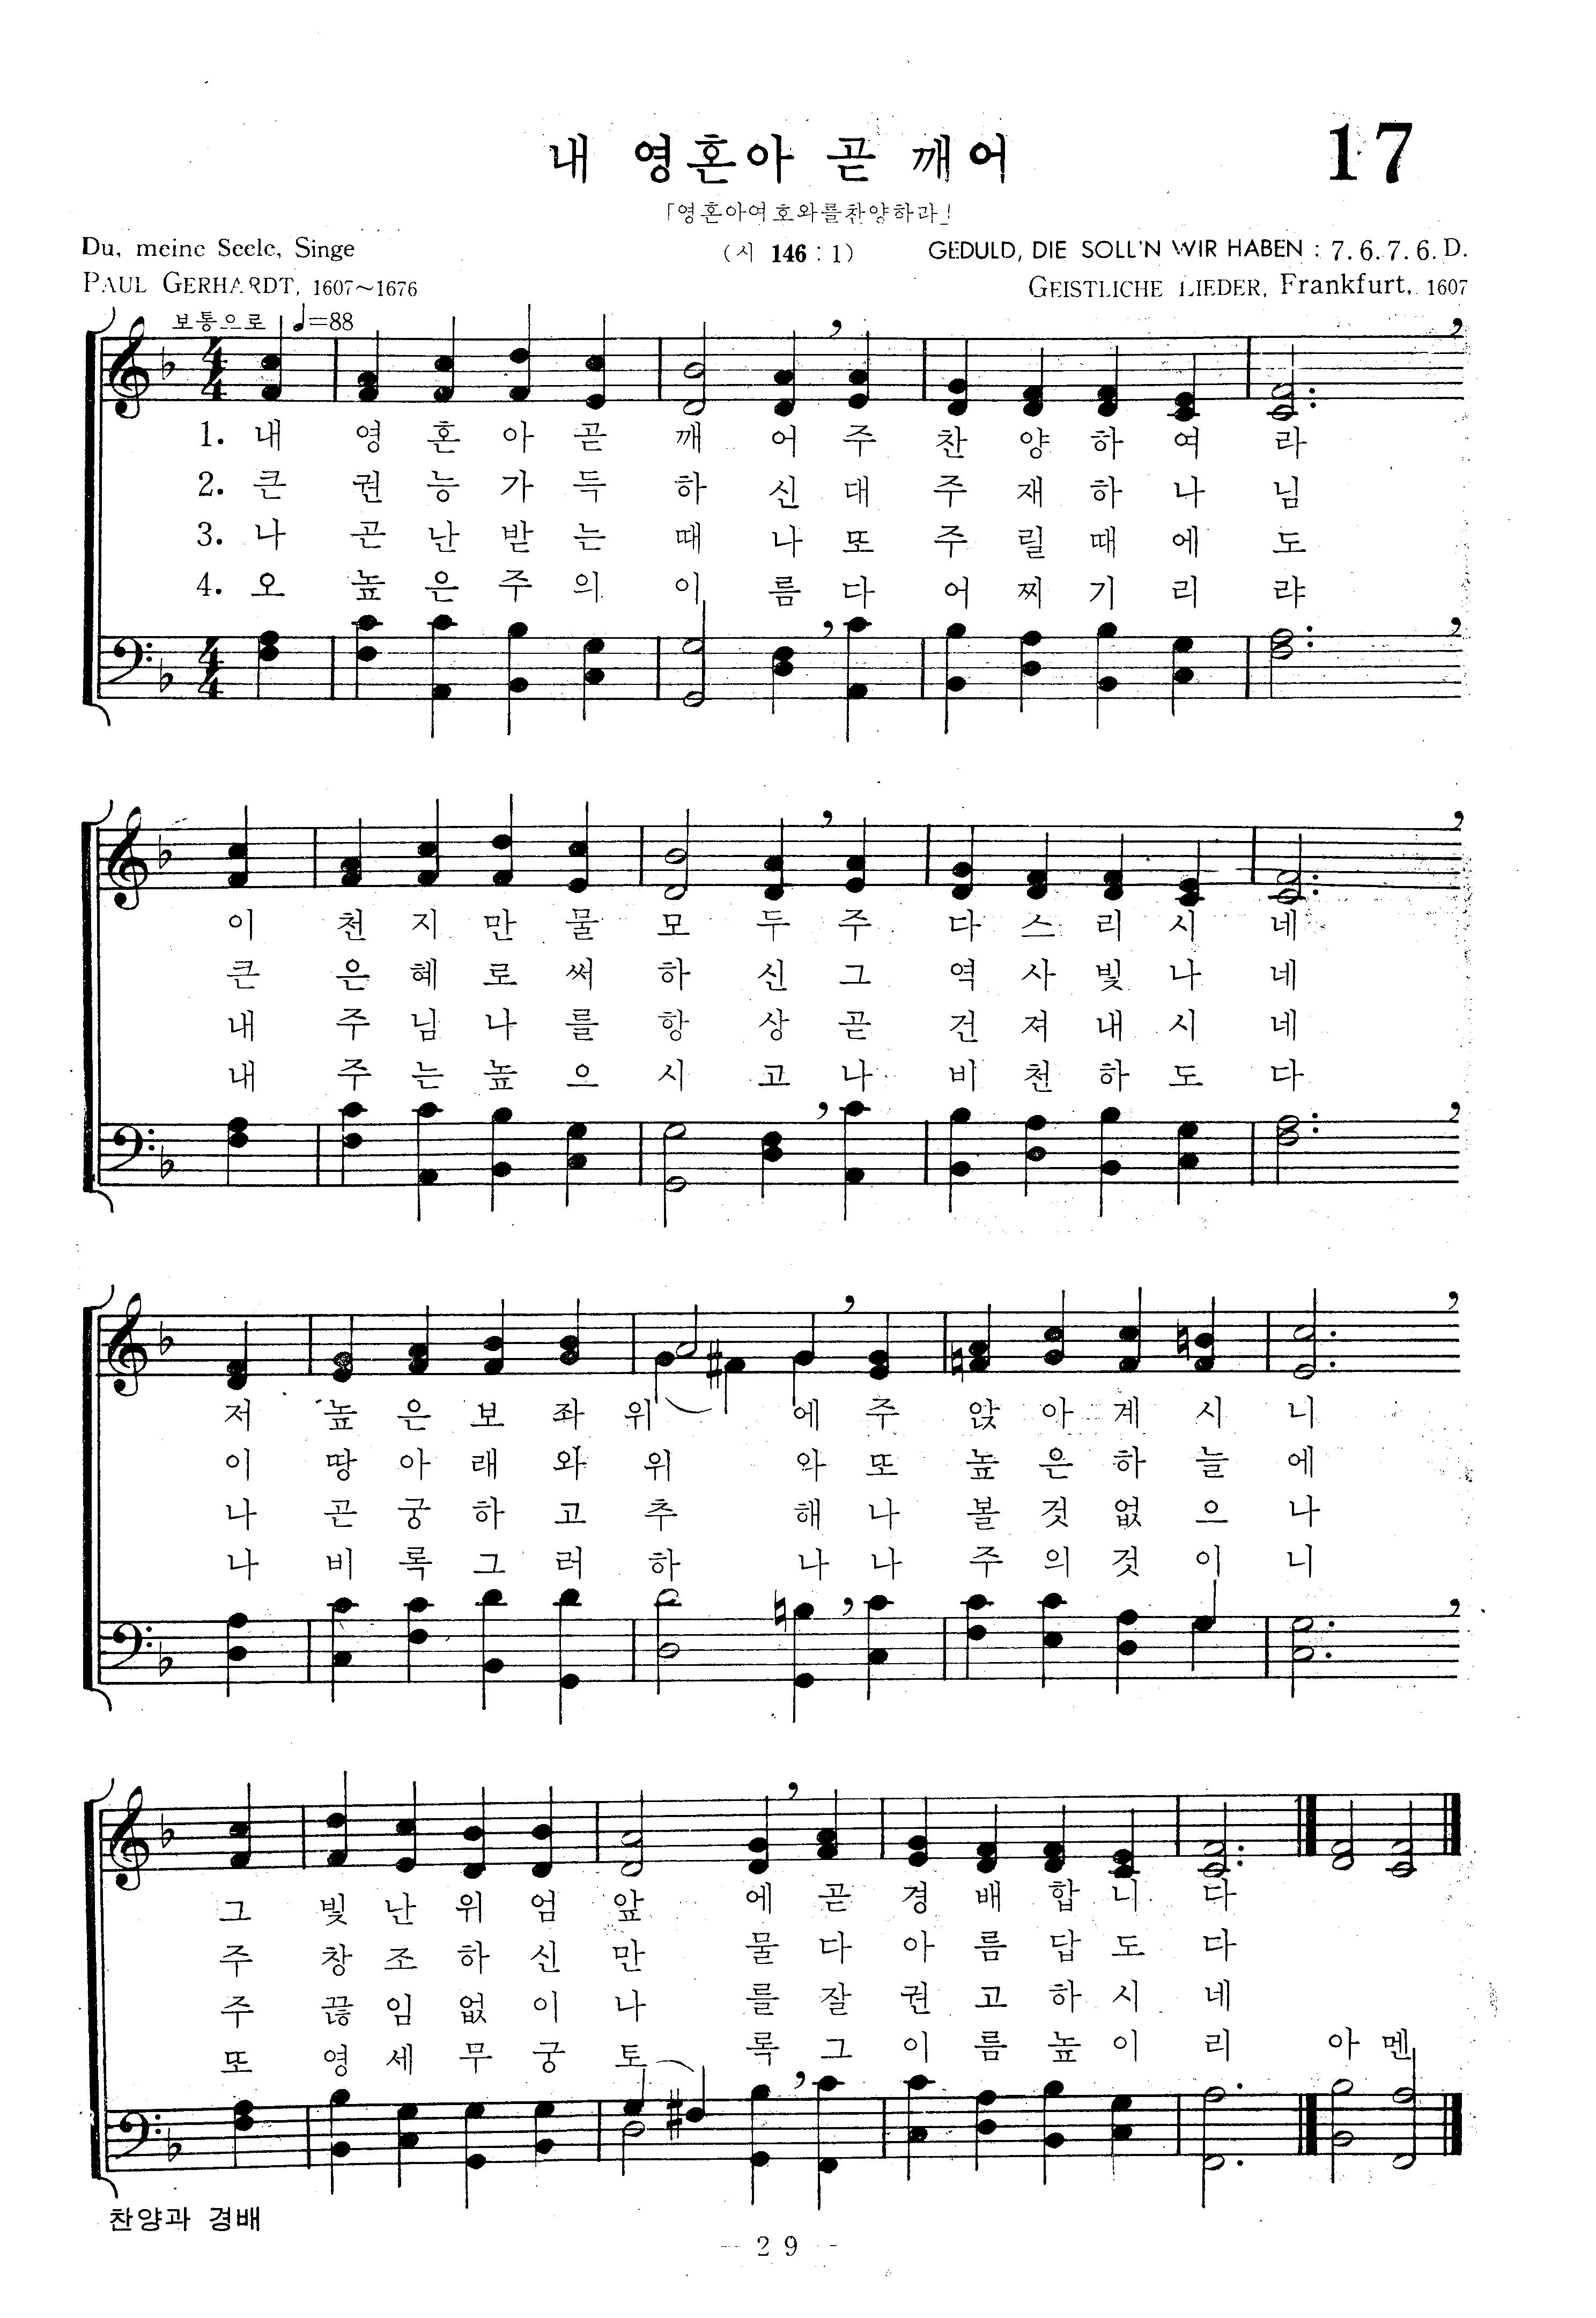 내 영혼아 곧 깨어 17
「영혼아여호와를찬양하라」
Du, meine Seele, Singe (시 146 : 1) GEDULD, DIE SOLL'N WIR HABEN : 7. 6. 7. 6. D.
PAUL GERHARDT, 1607~1676 GEISTLICHE LIEDER, Frankfurt, 1607
보통으로 ♩=88
1. 내 영 혼 아 곧 깨 어 주 찬 양 하 여 라
2. 큰 권 능 가 득 하 신 대 주 재 하 나 님
3. 나 곤 난 받 는 때 나 또 주 릴 때 에 도
4. 오 높 은 주 의 이 름 다 어 찌 기 리 랴
이 천 지 만 물 모 두 주 다 스 리 시 네
큰 은 혜 로 써 하 신 그 역 사 빛 나 네
내 주 님 나 를 항 상 곧 건 져 내 시 네
내 주 는 높 으 시 고 나 비 천 하 도 다
저 높 은 보 좌 위 에 주 앉 아 계 시 니
이 땅 아 래 와 위 와 또 높 은 하 늘 에
나 곤 궁 하 고 추 해 나 볼 것 없 으 나
나 비 록 그 러 하 나 나 주 의 것 이 니
그 빛 난 위 엄 앞 에 곧 경 배 합 니 다
주 창 조 하 신 만 물 다 아 름 답 도 다
주 끊 임 없 이 나 를 잘 권 고 하 시 네
또 영 세 무 궁 토 록 그 이 름 높 이 리 아 멘
찬양과 경배
— 29 —